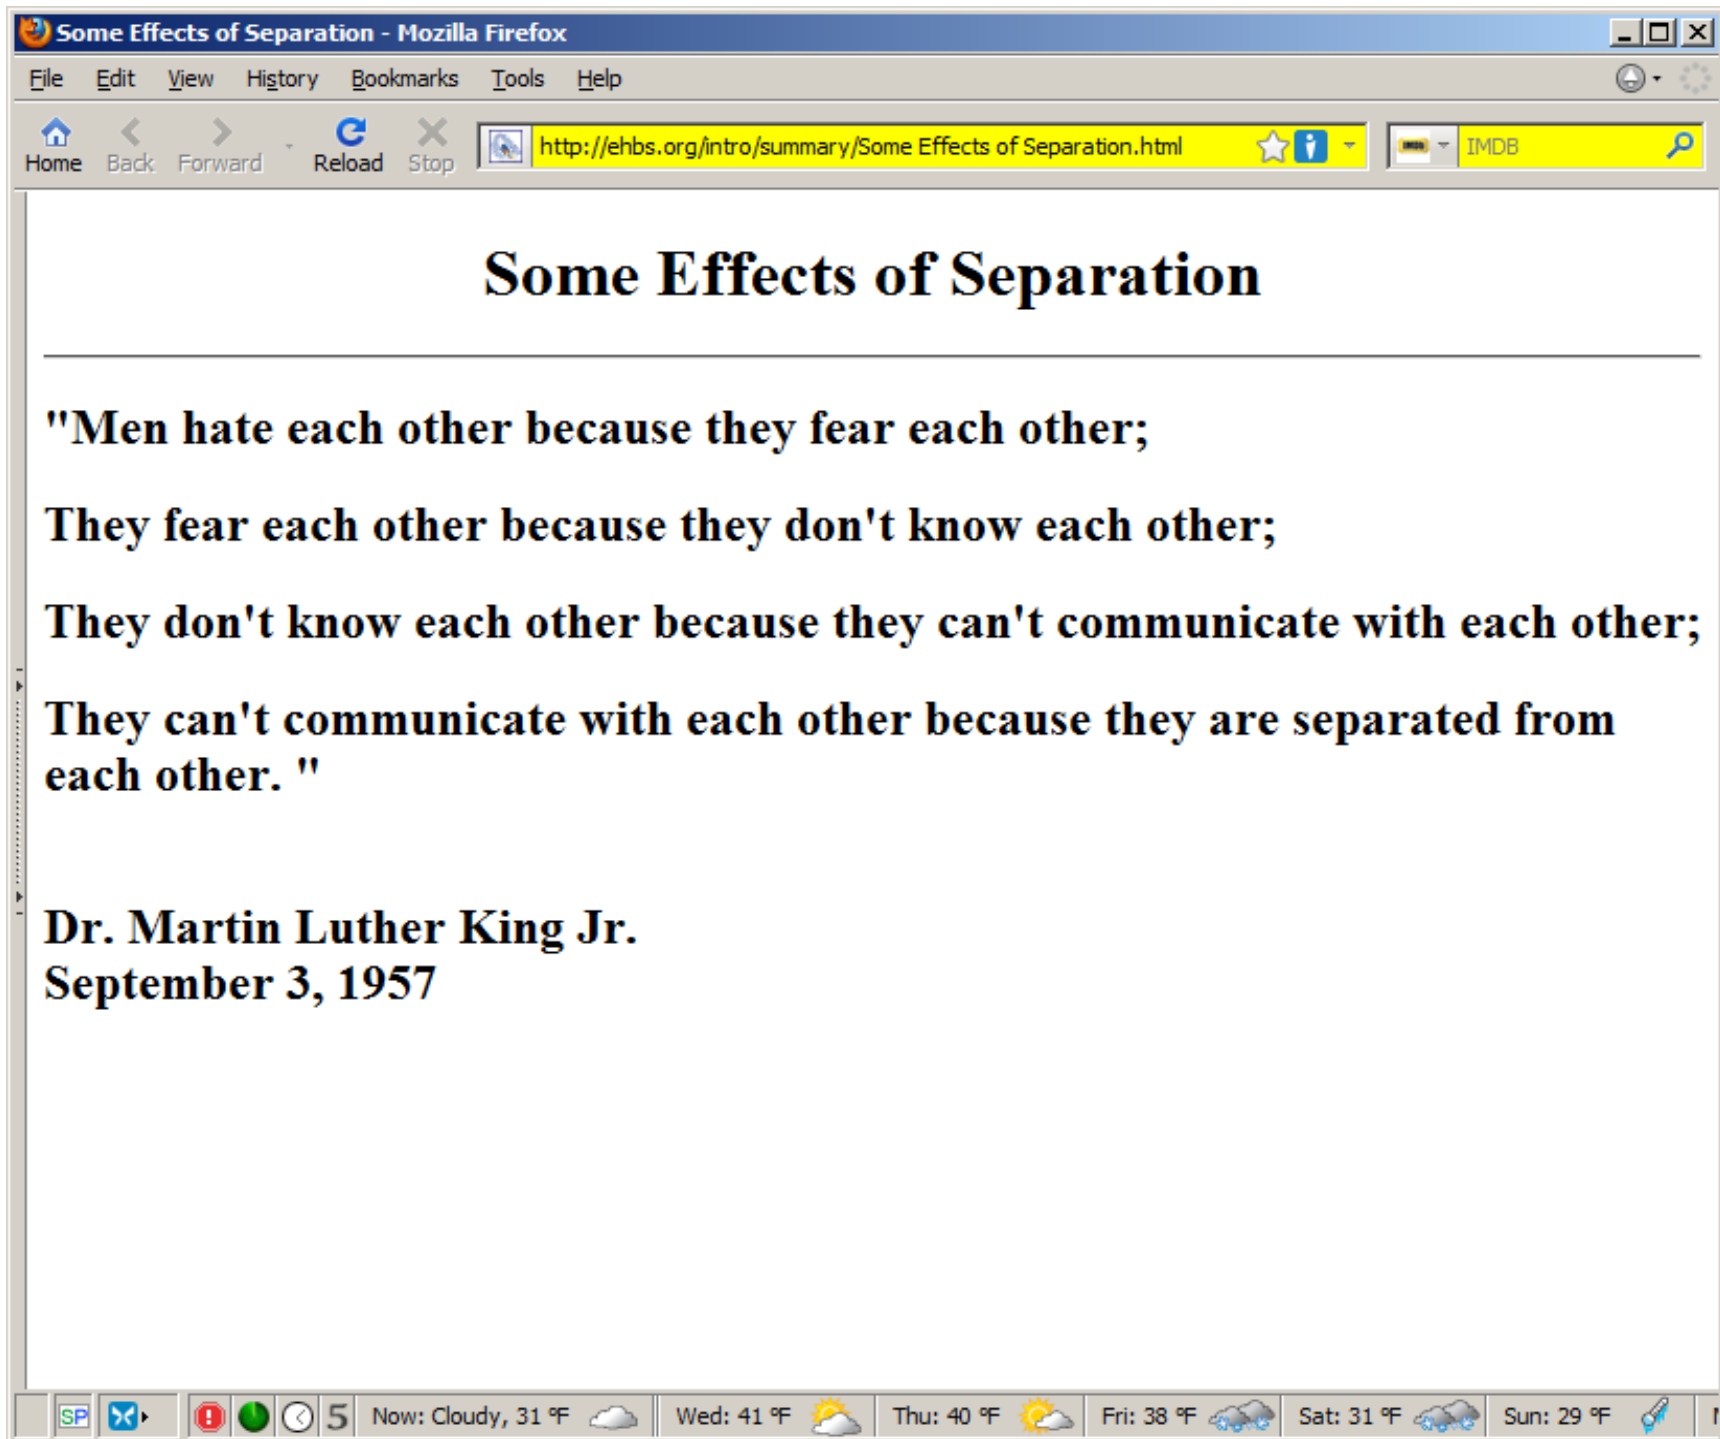 Some Effects of Separation - Mozilla Firefox
File Edit View History Bookmarks Tools Help
Home Back Forward Reload Stop http://ehbs.org/intro/summary/Some Effects of Separation.html IMDB
Some Effects of Separation
"Men hate each other because they fear each other;
They fear each other because they don't know each other;
They don't know each other because they can't communicate with each other;
They can't communicate with each other because they are separated from
each other. "
Dr. Martin Luther King Jr.
September 3, 1957
SP 5 Now: Cloudy, 31 °F Wed: 41 °F Thu: 40 °F Fri: 38 °F Sat: 31 °F Sun: 29 °F